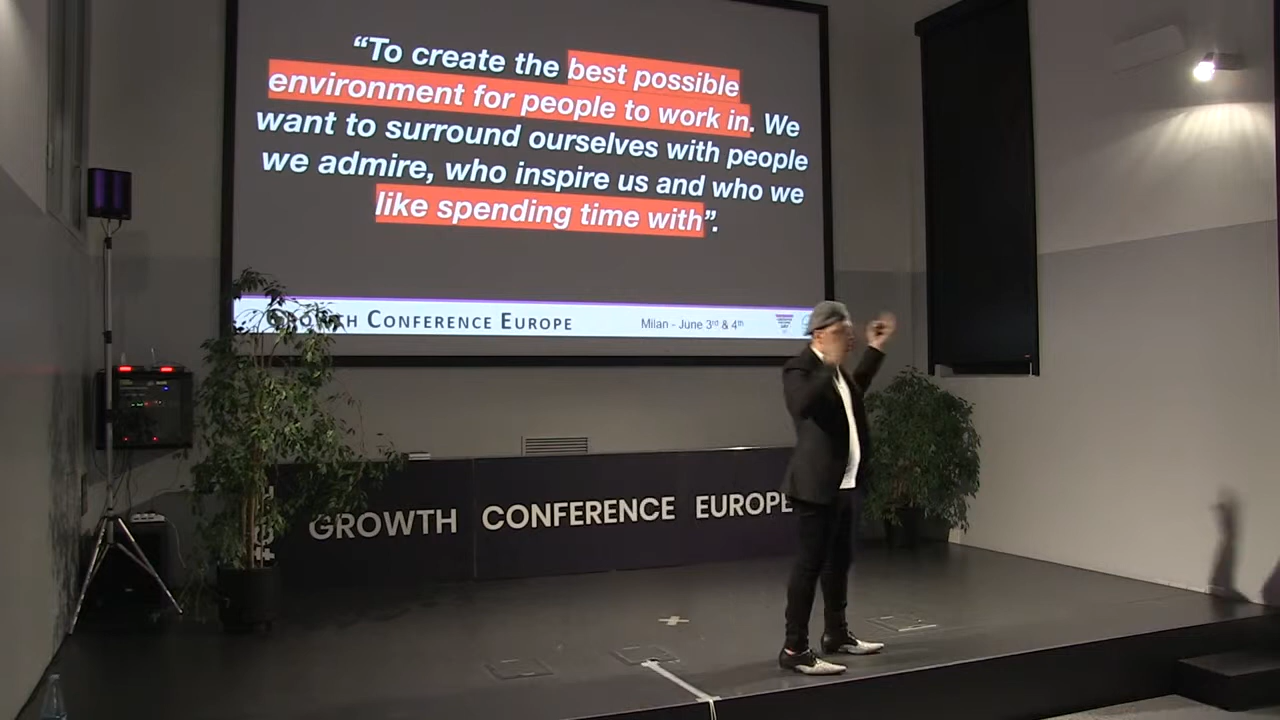 “To create the best possible
environment for people to work in. We
want to surround ourselves with people
we admire, who inspire us and who we
like spending time with”.
GROWTH CONFERENCE EUROPE
Milan - June 3rd & 4th
GROWTH CONFERENCE EUROPE